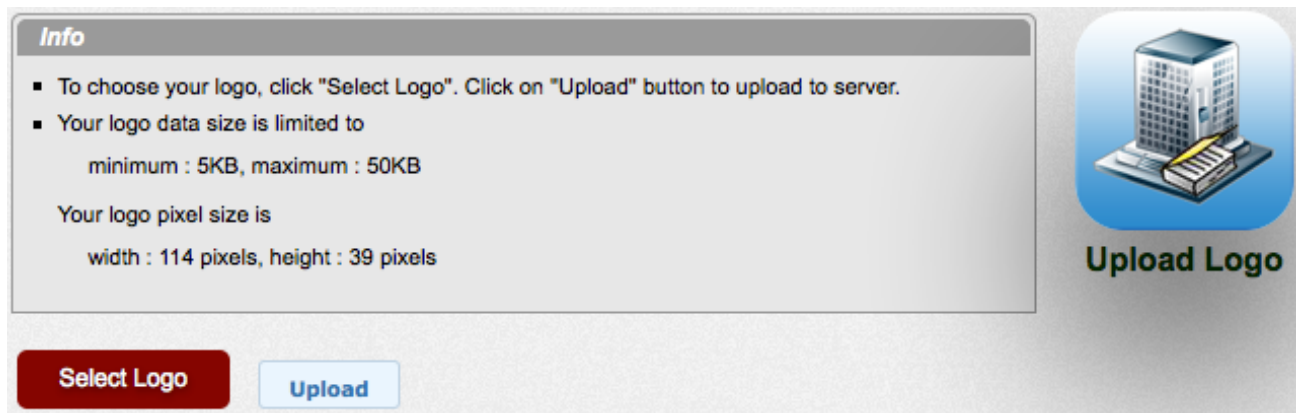 Info
To choose your logo, click "Select Logo". Click on "Upload" button to upload to server.
Your logo data size is limited to
minimum : 5KB, maximum : 50KB
Your logo pixel size is
width : 114 pixels, height : 39 pixels
Upload Logo
Select Logo
Upload